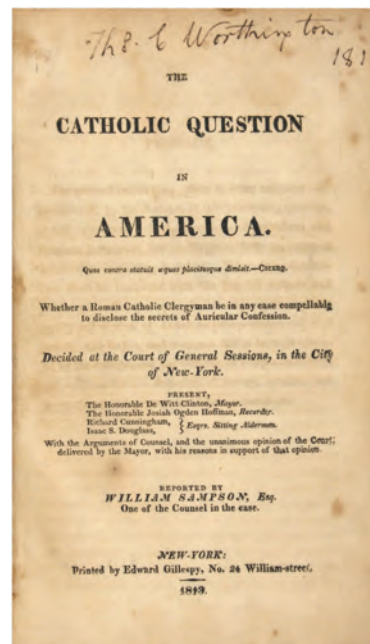 Th8. C Worthington
181
THE
CATHOLIC QUESTION
IN
AMERICA.
Quos contra statuit æquos placatosque dimisit.—CICERO.
Whether a Roman Catholic Clergyman be in any case compellable
to disclose the secrets of Auricular Confession.
Decided at the Court of General Sessions, in the City
of New-York.
PRESENT,
The Honorable De Witt Clinton, Mayor.
The Honorable Josiah Ogden Hoffman, Recorder.
Richard Cunningham, } Esqrs. Sitting Aldermen.
Isaac S. Douglass,
With the Arguments of Counsel, and the unanimous opinion of the Court,
delivered by the Mayor, with his reasons in support of that opinion.
REPORTED BY
WILLIAM SAMPSON, Esq.
One of the Counsel in the case.
NEW-YORK:
Printed by Edward Gillespy, No. 24 William-street.
1813.